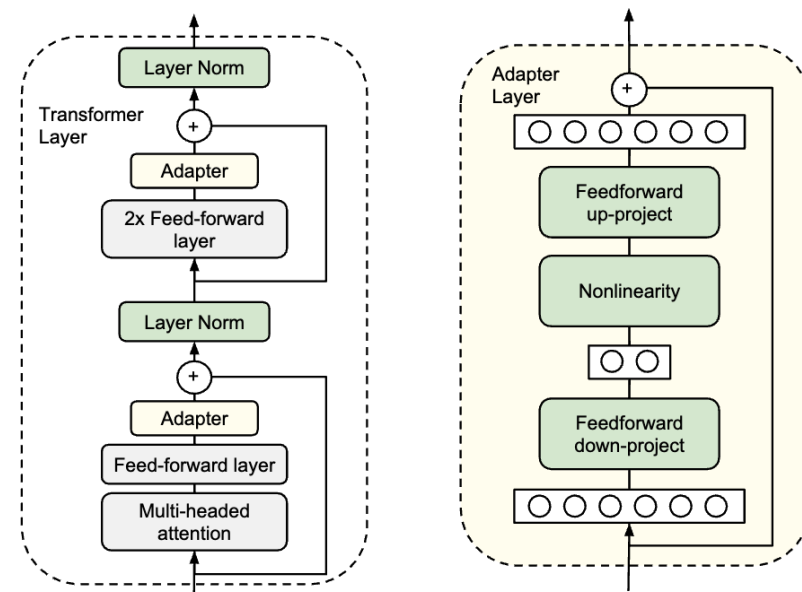 Layer Norm
Transformer
Layer
+
Adapter
2x Feed-forward
layer
Layer Norm
+
Adapter
Feed-forward layer
Multi-headed
attention
Adapter
Layer
+
Feedforward
up-project
Nonlinearity
Feedforward
down-project